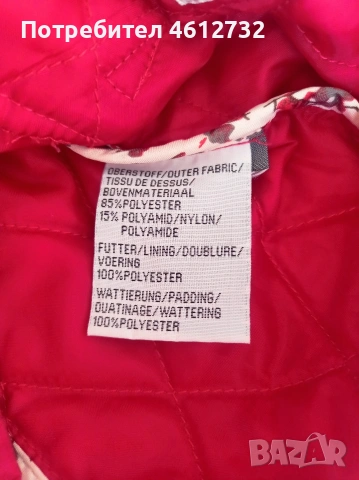 Потребител 4612732
OBERSTOFF/OUTER FABRIC/
TISSU DE DESSUS/
BOVENMATERIAAL
85%POLYESTER
15% POLYAMID/NYLON/
POLYAMIDE
FUTTER/LINING/DOUBLURE/
VOERING
100%POLYESTER
WATTIERUNG/PADDING/
OUATINAGE/WATTERING
100%POLYESTER
BAZAR